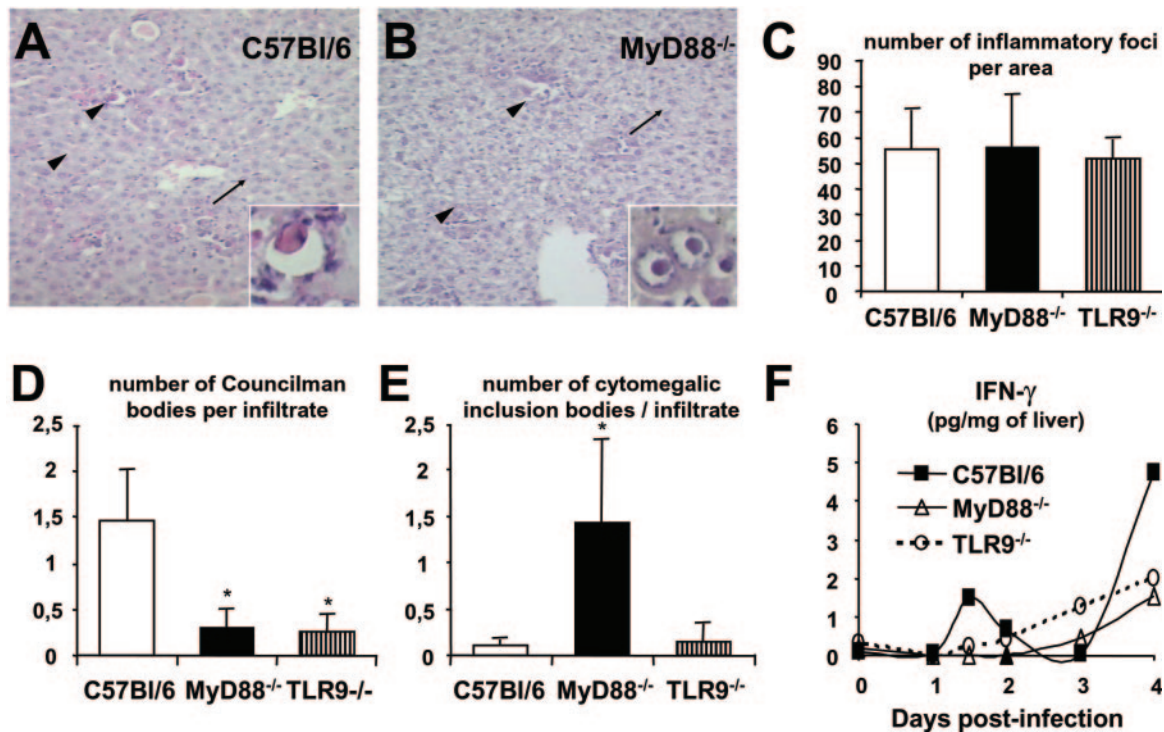 A
C57Bl/6
B
MyD88-/-
C
number of inflammatory foci
per area
90
80
70
60
50
40
30
20
10
0
C57Bl/6 MyD88-/- TLR9-/-
D
number of Councilman
bodies per infiltrate
2,5
2
1,5
1
0,5
0
*
*
C57Bl/6 MyD88-/- TLR9-/-
E
number of cytomegalic
inclusion bodies / infiltrate
2,5
2
1,5
1
0,5
0
*
C57Bl/6 MyD88-/- TLR9-/-
F
IFN-γ
(pg/mg of liver)
6
5
4
3
2
1
0
C57Bl/6
MyD88-/-
TLR9-/-
0 1 2 3 4
Days post-infection